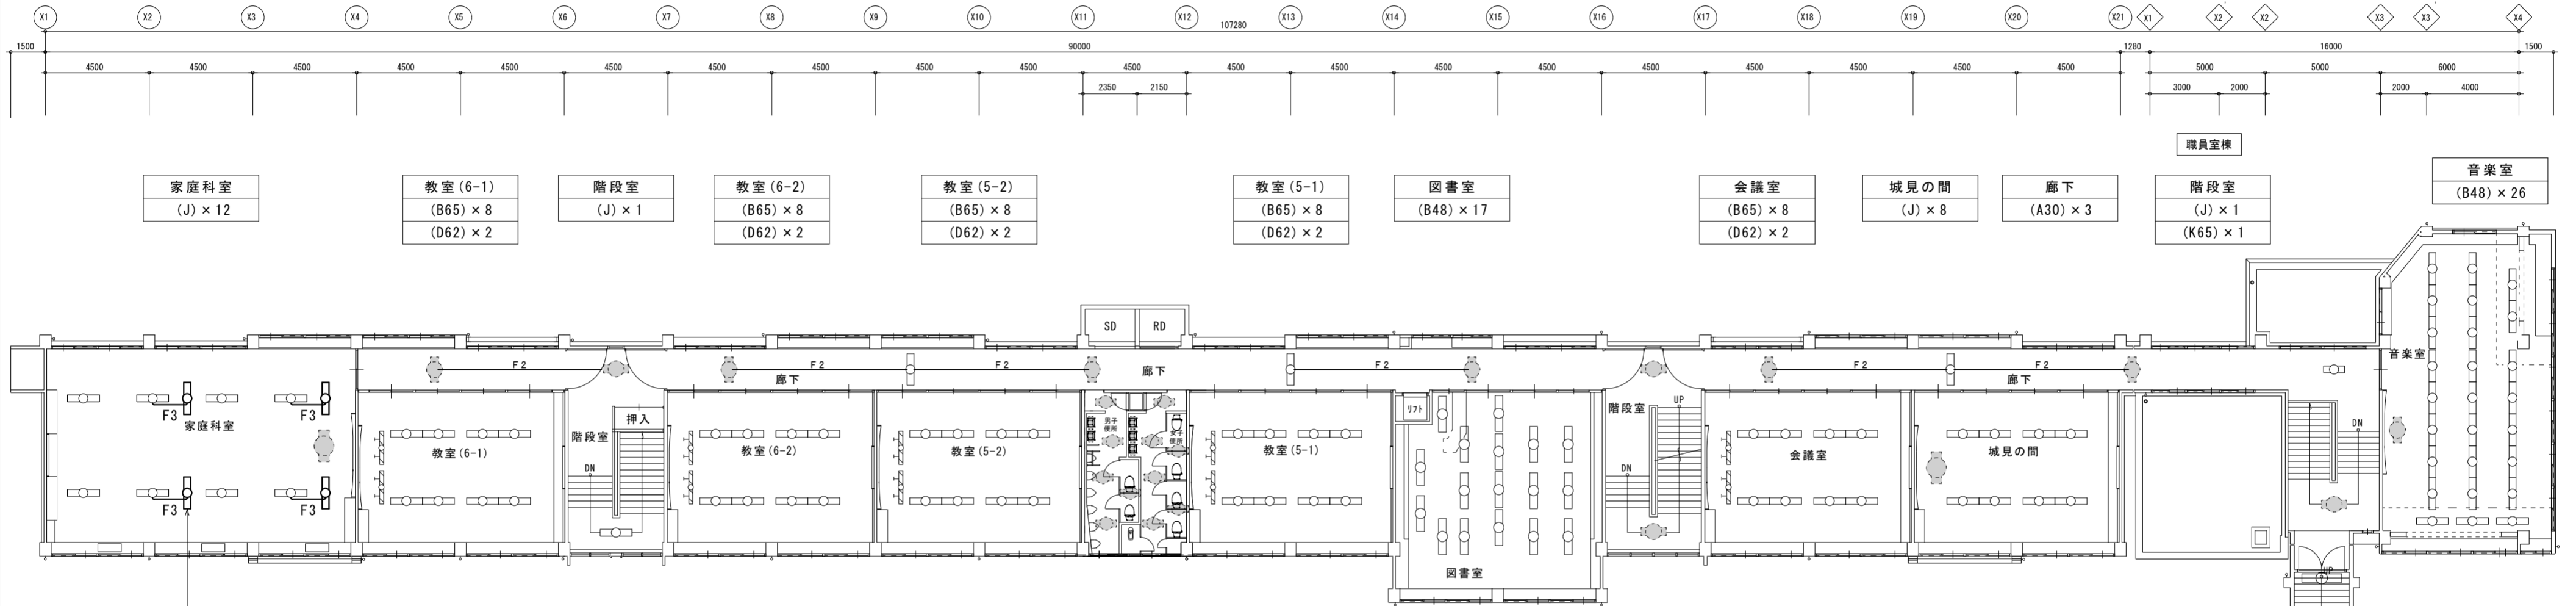 X1 X2 X3 X4 X5 X6 X7 X8 X9 X10 X11 X12 X13 X14 X15 X16 X17 X18 X19 X20 X21 X1 X2 X2 X3 X3 X4
107280
1500 90000 1280 16000 1500
4500 4500 4500 4500 4500 4500 4500 4500 4500 4500 4500 4500 4500 4500 4500 4500 4500 4500 4500 4500 5000 5000 6000
2350 2150 3000 2000 2000 4000
職員室棟
家庭科室
(J)×12
教室(6-1)
(B65)×8
(D62)×2
階段室
(J)×1
教室(6-2)
(B65)×8
(D62)×2
教室(5-2)
(B65)×8
(D62)×2
教室(5-1)
(B65)×8
(D62)×2
図書室
(B48)×17
会議室
(B65)×8
(D62)×2
城見の間
(J)×8
廊下
(A30)×3
階段室
(J)×1
(K65)×1
音楽室
(B48)×26
SD RD
F2 F2 F2 F2 F2 F2
廊下 廊下 廊下
音楽室
F3 F3
家庭科室
F3 F3
教室(6-1)
階段室
押入
DN
教室(6-2)
教室(5-2)
男子
便所
女子
便所
教室(5-1)
リフト
図書室
階段室
UP
DN
会議室
城見の間
DN
UP